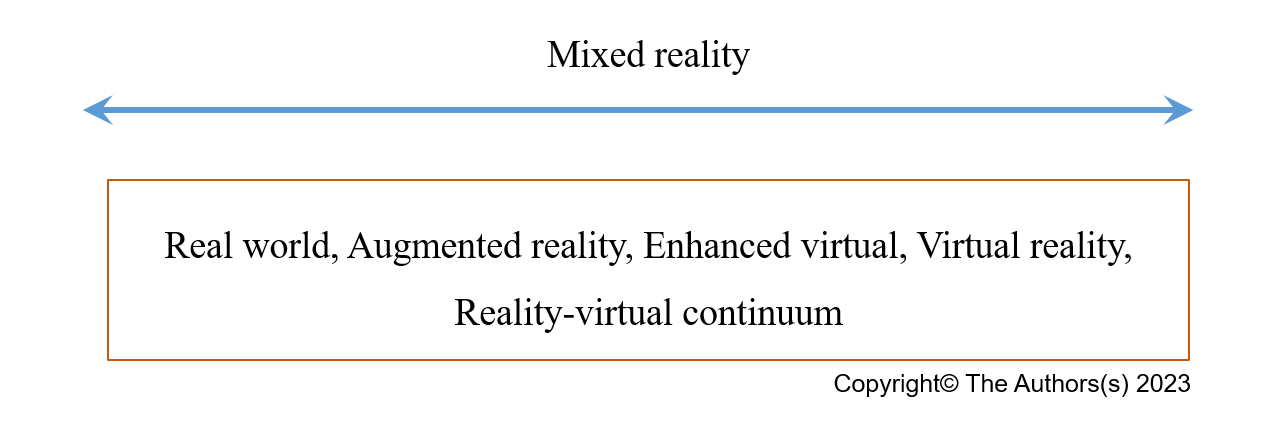 Mixed reality
Real world, Augmented reality, Enhanced virtual, Virtual reality,
Reality-virtual continuum
Copyright© The Authors(s) 2023